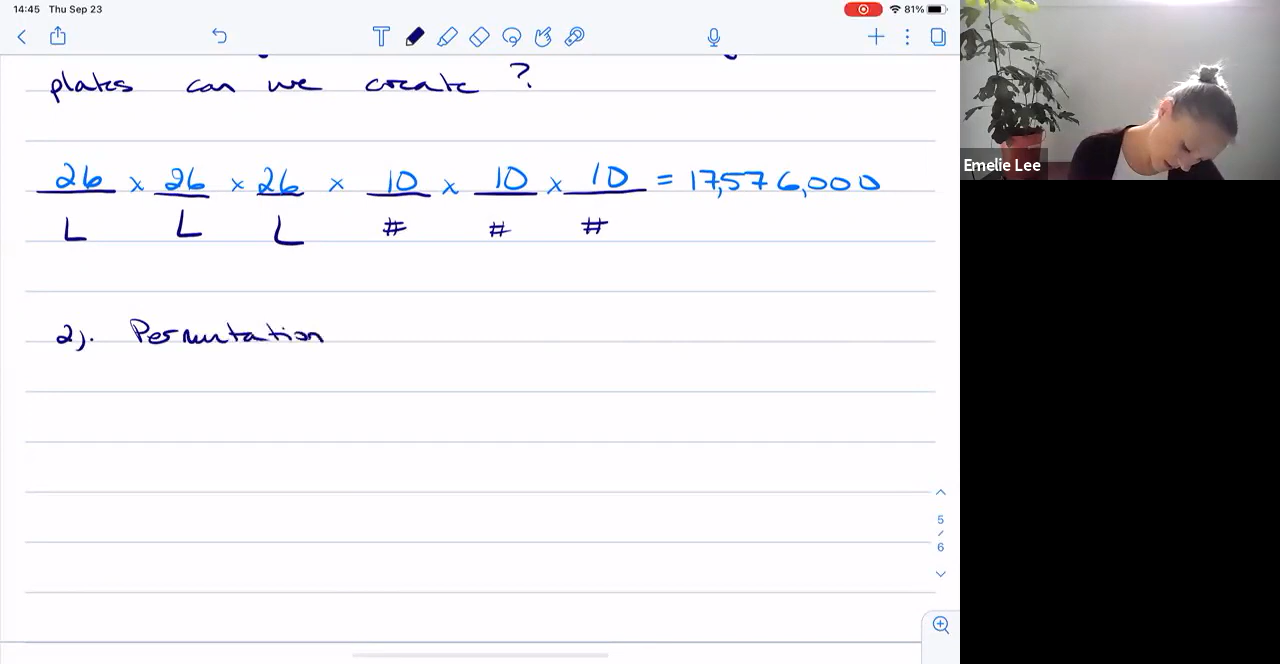 14:45 Thu Sep 23
81%
T
plates can we create ?
26 x 26 x 26 x 10 x 10 x 10 = 17,576,000
L L L # # #
2). Permutation
5
/
6
Emelie Lee